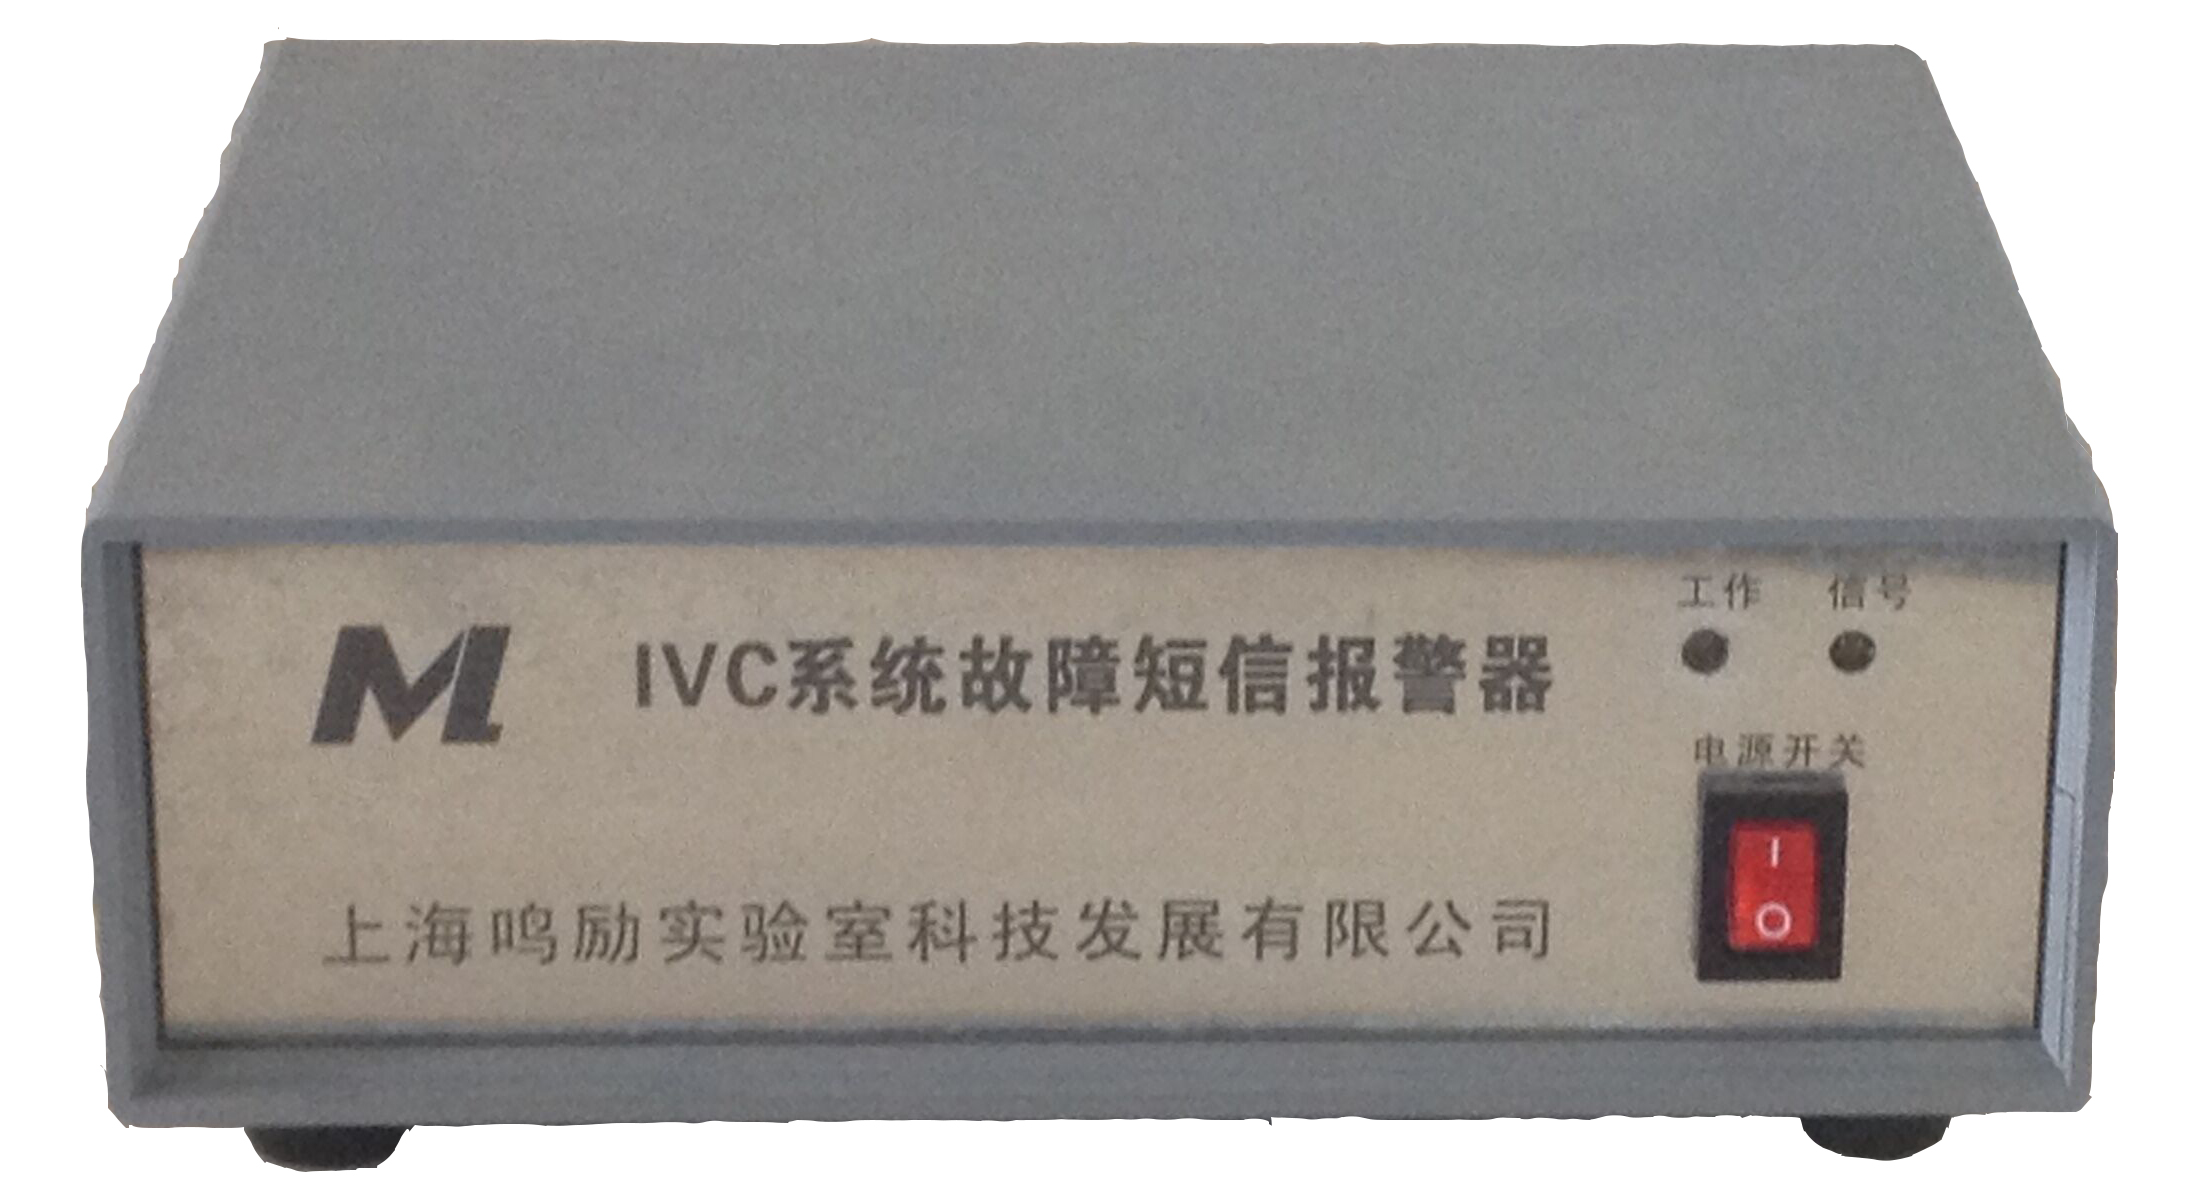 工作 信号
M IVC系统故障短信报警器
电源开关
I
O
上海鸣励实验室科技发展有限公司